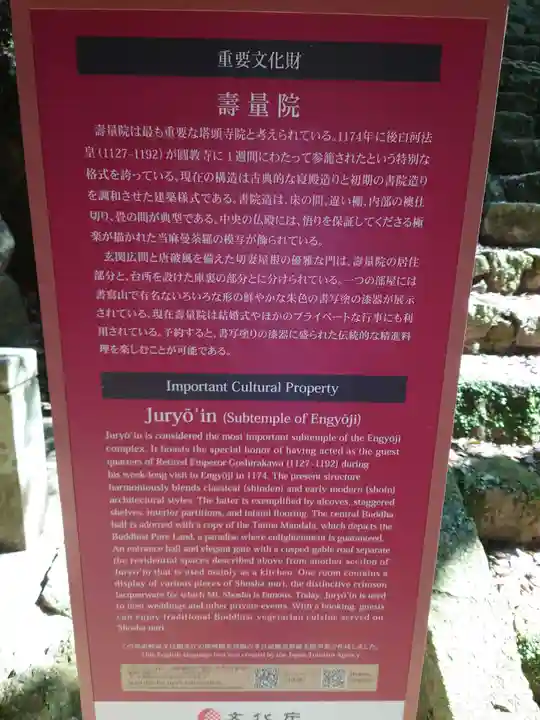 重要文化財
壽量院
壽量院は最も重要な塔頭寺院と考えられている。1174年に後白河法
皇(1127-1192)が圓教寺に1週間にわたって参籠されたという特別な
格式を誇っている。現在の構造は古典的な寝殿造りと初期の書院造り
を調和させた建築様式である。書院造は、床の間、違い棚、内部の襖仕
切り、畳の間が典型である。中央の仏殿には、悟りを保証してくださる極
楽が描かれた当麻曼荼羅の模写が飾られている。
玄関広間と唐破風を備えた切妻屋根の優雅な門は、壽量院の居住
部分と、台所を設けた庫裏の部分とに分けられている。一つの部屋には
書寫山で有名ないろいろな形の鮮やかな朱色の書写塗の漆器が展示
されている。現在壽量院は結婚式やほかのプライベートな行事にも利
用されている。予約すると、書写塗りの漆器に盛られた伝統的な精進料
理を楽しむことが可能である。
Important Cultural Property
Juryō'in (Subtemple of Engyōji)
Juryō'in is considered the most important subtemple of the Engyōji
complex. It boasts the special honor of having acted as the guest
quarters of Retired Emperor Goshirakawa (1127-1192) during
his week-long visit to Engyōji in 1174. The present structure
harmoniously blends classical (shinden) and early modern (shoin)
architectural styles. The latter is exemplified by alcoves, staggered
shelves, interior partitions, and tatami flooring. The central Buddha
hall is adorned with a copy of the Taima Mandala, which depicts the
Buddhist Pure Land, a paradise where enlightenment is guaranteed.
An entrance hall and elegant gate with a cusped gable roof separate
the residential spaces described above from another section of
Juryō'in that is used mainly as a kitchen. One room contains a
display of various pieces of Shosha nuri, the distinctive crimson
lacquerware for which Mt. Shosha is famous. Today, Juryō'in is used
to host weddings and other private events. With a booking, guests
can enjoy traditional Buddhist vegetarian cuisine served on
Shosha nuri.
This English-language text was created by the Japan Tourism Agency.
文化庁